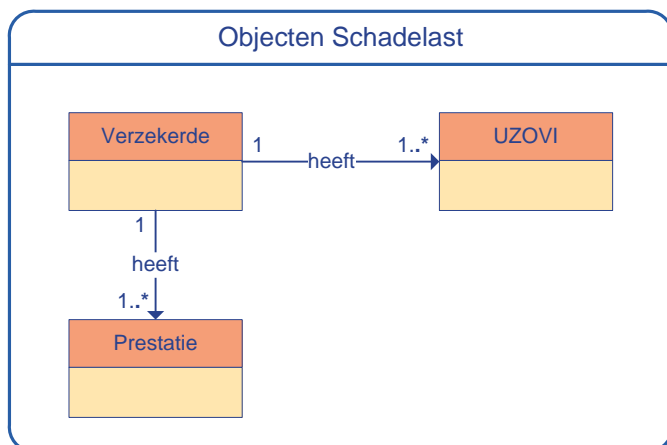 Objecten Schadelast
Verzekerde
UZOVI
1
heeft
1..*
1
heeft
1..*
Prestatie